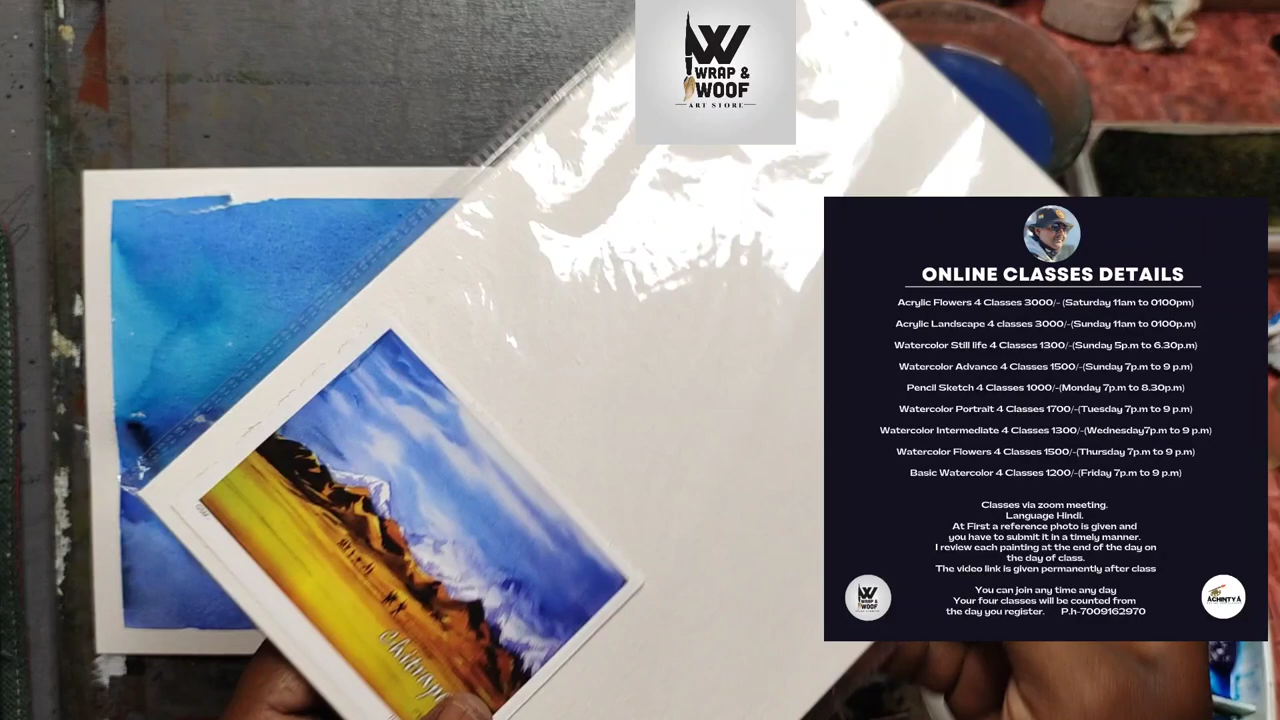 WRAP &
WOOF
ART STORE
ONLINE CLASSES DETAILS
Acrylic Flowers 4 Classes 3000/- (Saturday 11am to 0100pm)
Acrylic Landscape 4 classes 3000/-(Sunday 11am to 0100p.m)
Watercolor Still life 4 Classes 1300/-(Sunday 5p.m to 6.30p.m)
Watercolor Advance 4 Classes 1500/-(Sunday 7p.m to 9 p.m)
Pencil Sketch 4 Classes 1000/-(Monday 7p.m to 8.30p.m)
Watercolor Portrait 4 Classes 1700/-(Tuesday 7p.m to 9 p.m)
Watercolor Intermediate 4 Classes 1300/-(Wednesday7p.m to 9 p.m)
Watercolor Flowers 4 Classes 1500/-(Thursday 7p.m to 9 p.m)
Basic Watercolor 4 Classes 1200/-(Friday 7p.m to 9 p.m)
Classes via zoom meeting.
Language Hindi.
At First a reference photo is given and
you have to submit it in a timely manner.
I review each painting at the end of the day on
the day of class.
The video link is given permanently after class
You can join any time any day
Your four classes will be counted from
the day you register. P.h-7009162970
WRAP &
WOOF
ACHINTYA